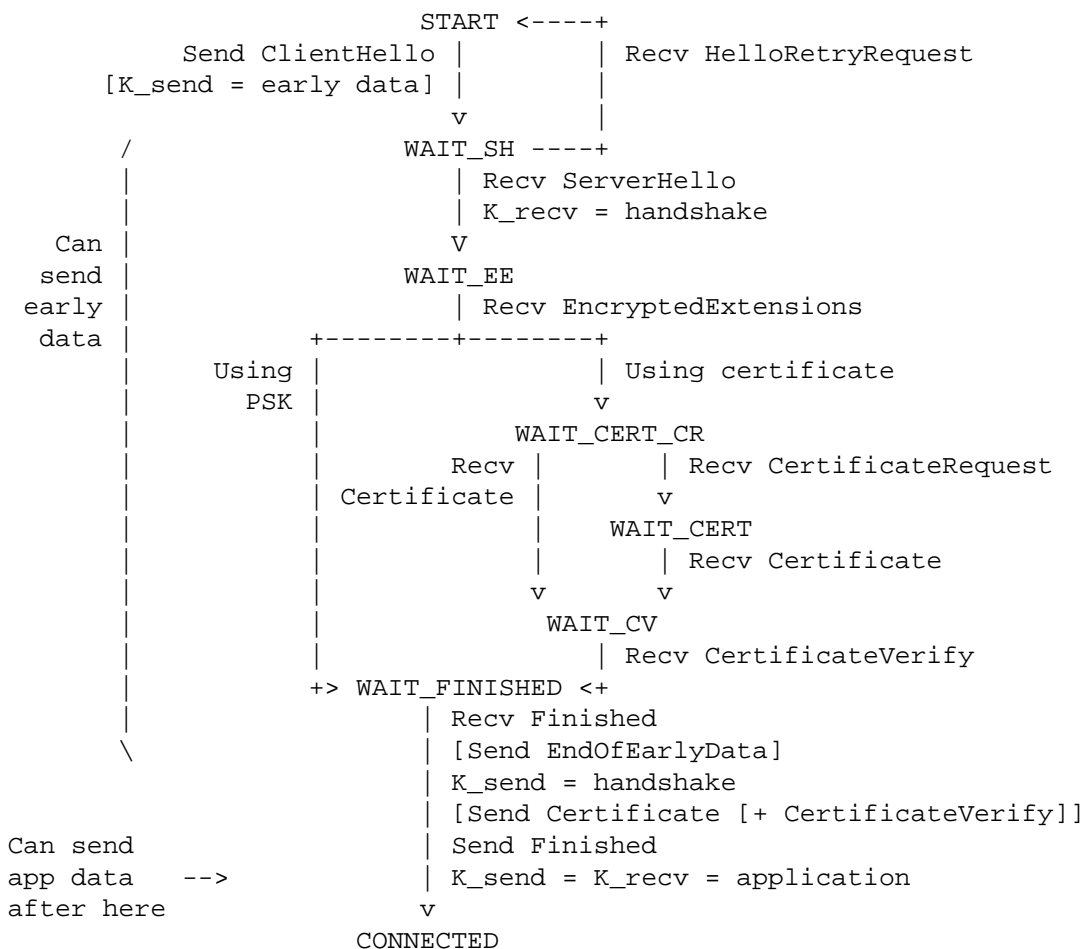 START <----+
Send ClientHello | | Recv HelloRetryRequest
[K_send = early data] | |
v |
/ WAIT_SH ----+
| | Recv ServerHello
| | K_recv = handshake
Can | V
send | WAIT_EE
early | | Recv EncryptedExtensions
data | +--------+--------+
| Using | | Using certificate
| PSK | v
| | WAIT_CERT_CR
| | Recv | | Recv CertificateRequest
| | Certificate | v
| | | WAIT_CERT
| | | | Recv Certificate
| | v v
| | WAIT_CV
| | | Recv CertificateVerify
| +> WAIT_FINISHED <+
| | Recv Finished
\ | [Send EndOfEarlyData]
| K_send = handshake
| [Send Certificate [+ CertificateVerify]]
Can send | Send Finished
app data --> | K_send = K_recv = application
after here v
CONNECTED